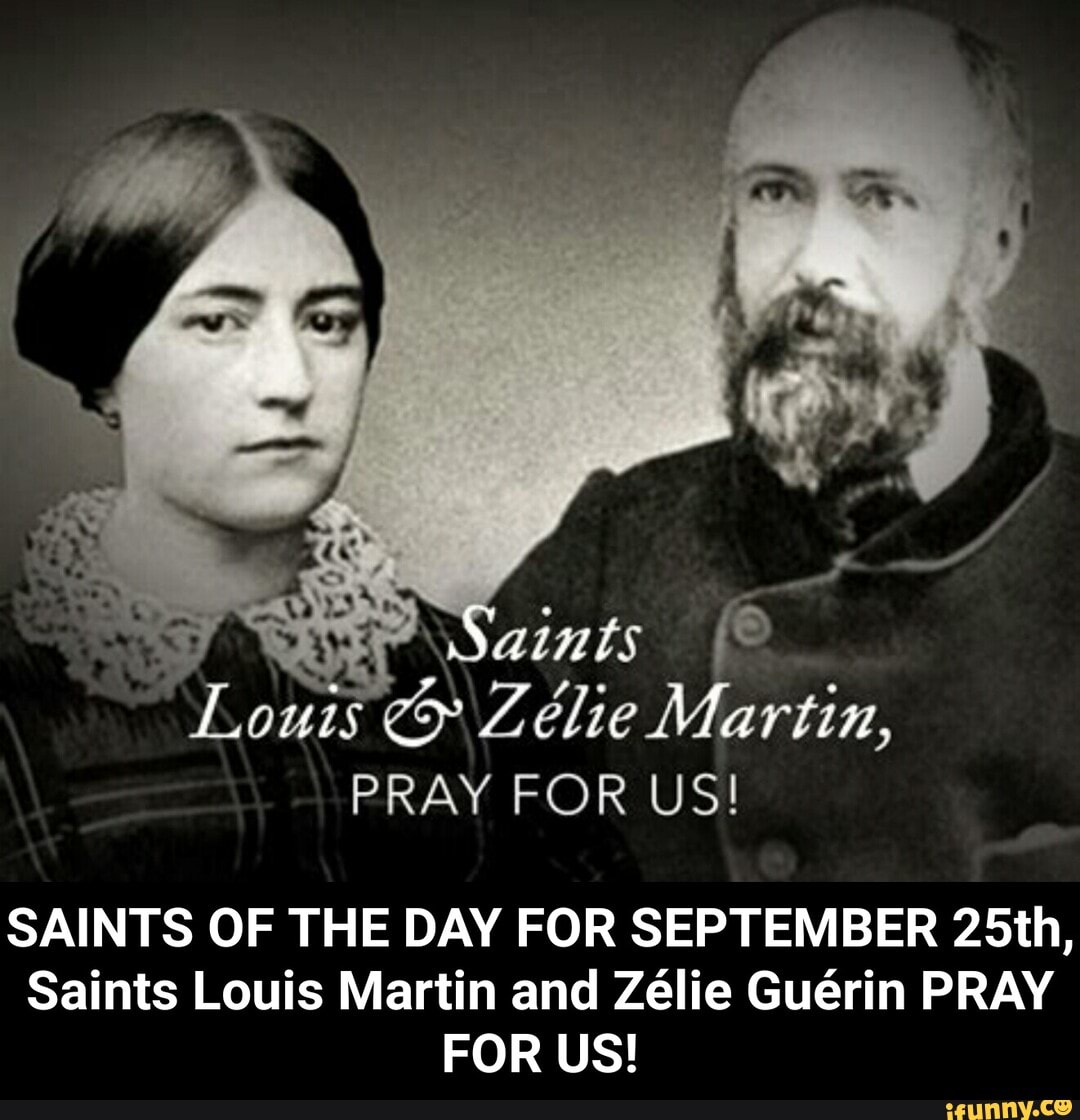 Saints
Louis & Zélie Martin,
PRAY FOR US!
SAINTS OF THE DAY FOR SEPTEMBER 25th,
Saints Louis Martin and Zélie Guérin PRAY
FOR US!
ifunny.co